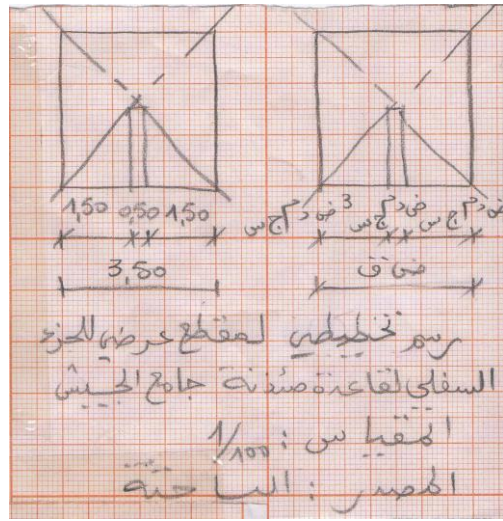 1,50 0,50 1,50
3,50
ض ق
رسم تخطيطي لمقطع عرضي للجزء
السفلي لقاعدة مئذنة جامع الجيش
المقياس : 1/100
المصدر : الباحثة